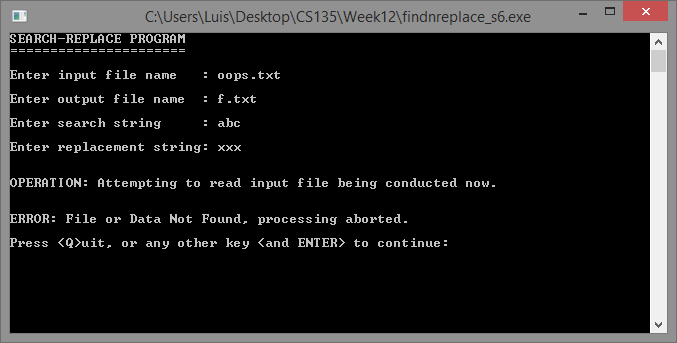 C:\Users\Luis\Desktop\CS135\Week12\findnreplace_s6.exe
SEARCH-REPLACE PROGRAM
======================
Enter input file name   : oops.txt
Enter output file name  : f.txt
Enter search string     : abc
Enter replacement string: xxx
OPERATION: Attempting to read input file being conducted now.
ERROR: File or Data Not Found, processing aborted.
Press <Q>uit, or any other key <and ENTER> to continue: